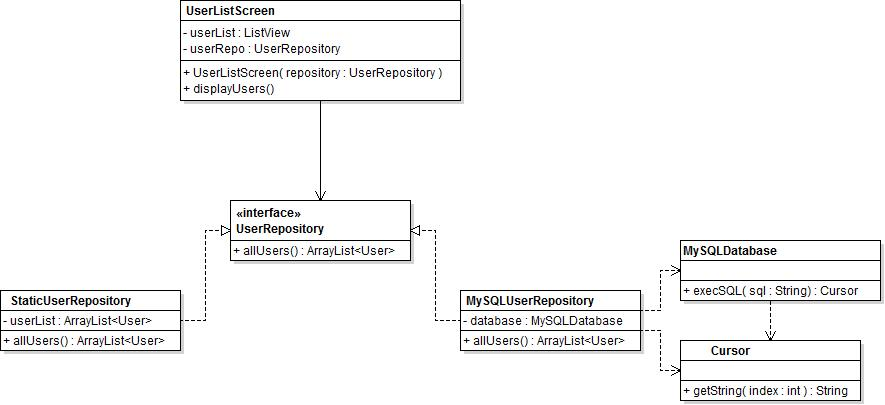 UserListScreen
- userList : ListView
- userRepo : UserRepository
+ UserListScreen( repository : UserRepository )
+ displayUsers()
«interface»
UserRepository
+ allUsers() : ArrayList<User>
StaticUserRepository
- userList : ArrayList<User>
+ allUsers() : ArrayList<User>
MySQLUserRepository
- database : MySQLDatabase
+ allUsers() : ArrayList<User>
MySQLDatabase
+ execSQL( sql : String) : Cursor
Cursor
+ getString( index : int ) : String